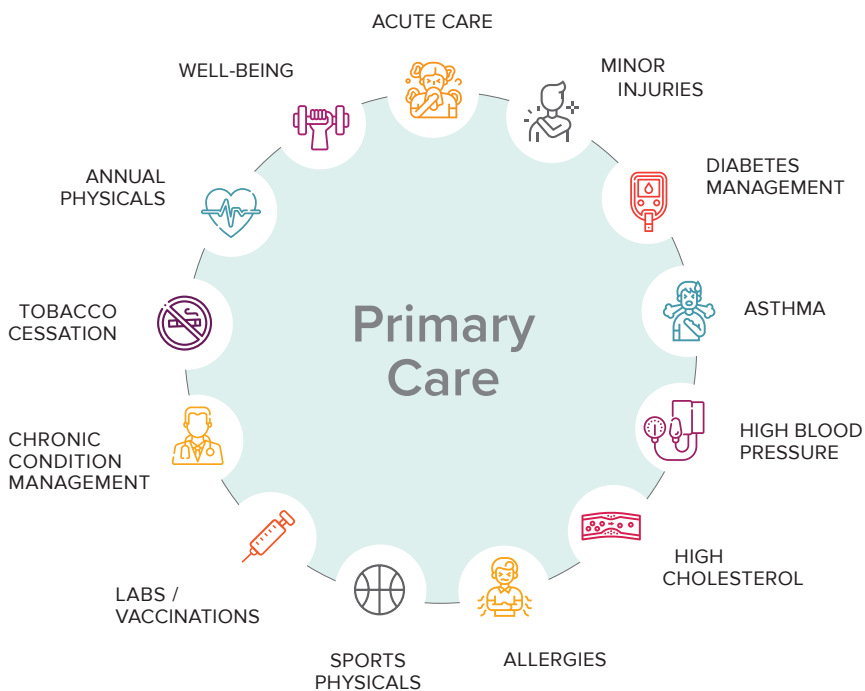 ACUTE CARE
MINOR
INJURIES
DIABETES
MANAGEMENT
ASTHMA
HIGH BLOOD
PRESSURE
HIGH
CHOLESTEROL
ALLERGIES
SPORTS
PHYSICALS
LABS /
VACCINATIONS
CHRONIC
CONDITION
MANAGEMENT
TOBACCO
CESSATION
ANNUAL
PHYSICALS
WELL-BEING
Primary
Care